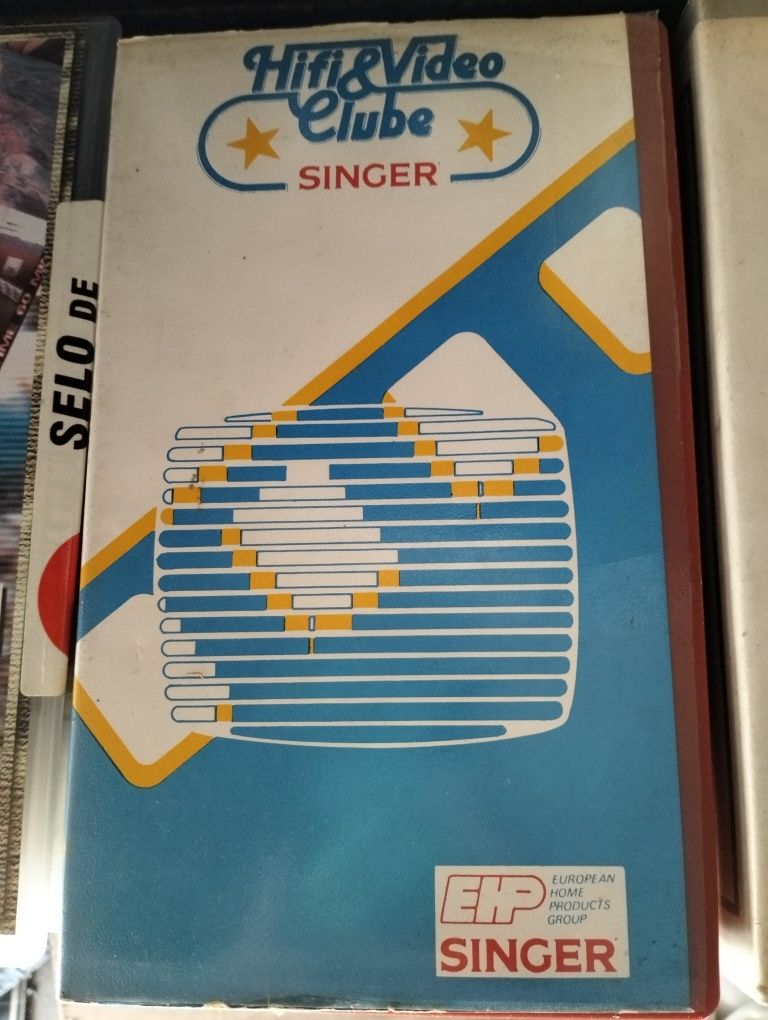 Hifi & Video
Clube
SINGER
SELO DE
EHP
EUROPEAN
HOME
PRODUCTS
GROUP
SINGER